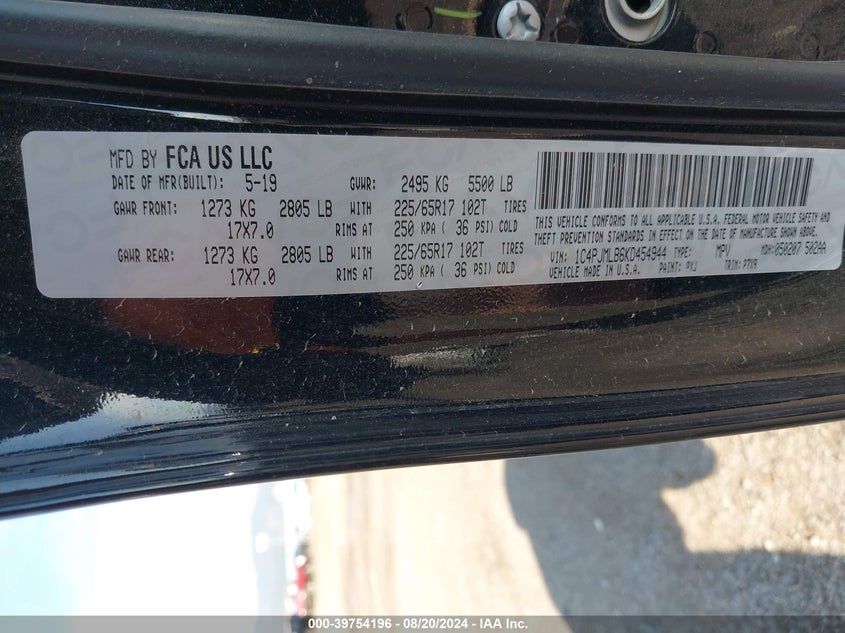 MFD BY FCA US LLC
DATE OF MFR(BUILT): 5-19 GVWR: 2495 KG 5500 LB
GAWR FRONT: 1273 KG 2805 LB WITH 225/65R17 102T TIRES
17X7.0 RIMS AT 250 KPA ( 36 PSI) COLD
GAWR REAR: 1273 KG 2805 LB WITH 225/65R17 102T TIRES
17X7.0 RIMS AT 250 KPA ( 36 PSI) COLD
THIS VEHICLE CONFORMS TO ALL APPLICABLE U.S.A. FEDERAL MOTOR VEHICLE SAFETY AND
THEFT PREVENTION STANDARDS IN EFFECT ON THE DATE OF MANUFACTURE SHOWN ABOVE.
VIN: 1C4PJMLB6KD454944 TYPE: MPV MDH: 050207 502AA
VEHICLE MADE IN U.S.A. PAINT: PXJ TRIM: P7X9
000-39754196 - 08/20/2024 - IAA Inc.